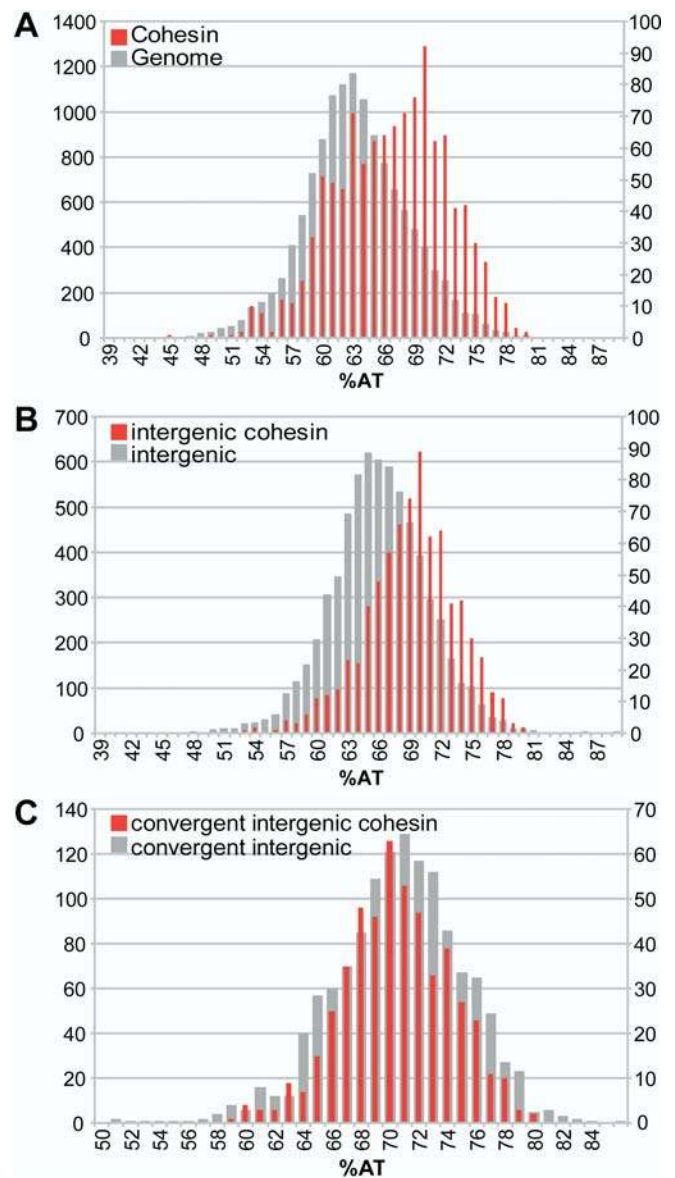 A
Cohesin
Genome
1400 1200 1000 800 600 400 200 0
100 90 80 70 60 50 40 30 20 10 0
39 42 45 48 51 54 57 60 63 66 69 72 75 78 81 84 87
%AT
B
intergenic cohesin
intergenic
700 600 500 400 300 200 100 0
100 90 80 70 60 50 40 30 20 10 0
39 42 45 48 51 54 57 60 63 66 69 72 75 78 81 84 87
%AT
C
convergent intergenic cohesin
convergent intergenic
140 120 100 80 60 40 20 0
70 60 50 40 30 20 10 0
50 52 54 56 58 60 62 64 66 68 70 72 74 76 78 80 82 84
%AT